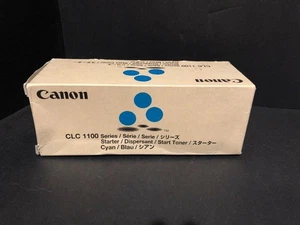 Canon
Canon
CLC 1100 Series / Série / Serie / シリーズ
Starter / Dispersant / Start Toner / スターター
Cyan / Blau / シアン